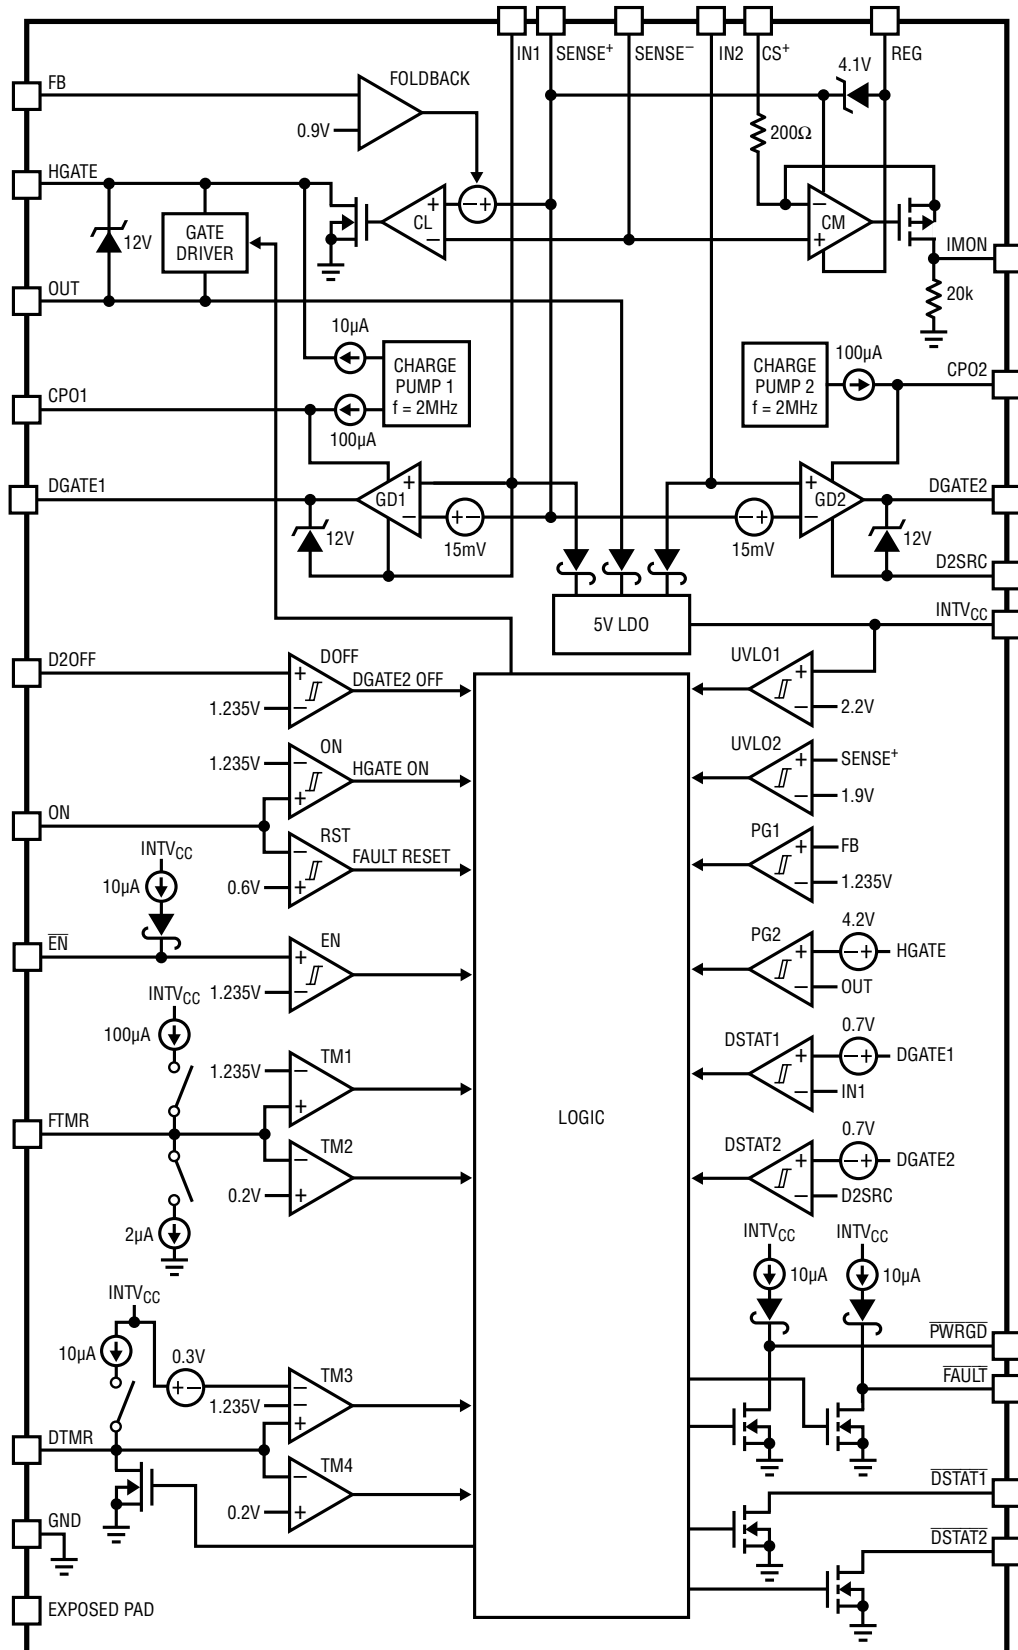 IN1 SENSE+ SENSE− IN2 CS+ REG
FB
FOLDBACK
0.9V
4.1V
200Ω
HGATE
12V
GATE
DRIVER
− +
+
CL
−
−
CM
+
IMON
20k
OUT
10µA
CHARGE
PUMP 1
f = 2MHz
100µA
CHARGE
PUMP 2
f = 2MHz
100µA
CPO1
CPO2
DGATE1
GD1
+
−
12V
+ −
15mV
− +
15mV
+
−
GD2
DGATE2
12V
D2SRC
5V LDO
INTVCC
D2OFF
DOFF
+
−
1.235V
DGATE2 OFF
ON
1.235V
−
+
HGATE ON
ON
RST
−
+
0.6V
FAULT RESET
INTVCC
10µA
EN
EN
+
−
1.235V
INTVCC
100µA
TM1
1.235V
−
+
FTMR
TM2
−
+
0.2V
2µA
INTVCC
10µA
0.3V
+ −
TM3
−
1.235V
−
+
DTMR
TM4
−
+
0.2V
GND
EXPOSED PAD
LOGIC
UVLO1
+
−
2.2V
UVLO2
+
SENSE+
−
1.9V
PG1
+
FB
−
1.235V
4.2V
PG2
+
− +
HGATE
−
OUT
0.7V
DSTAT1
+
− +
DGATE1
−
IN1
0.7V
DSTAT2
+
− +
DGATE2
−
D2SRC
INTVCC INTVCC
10µA 10µA
PWRGD
FAULT
DSTAT1
DSTAT2